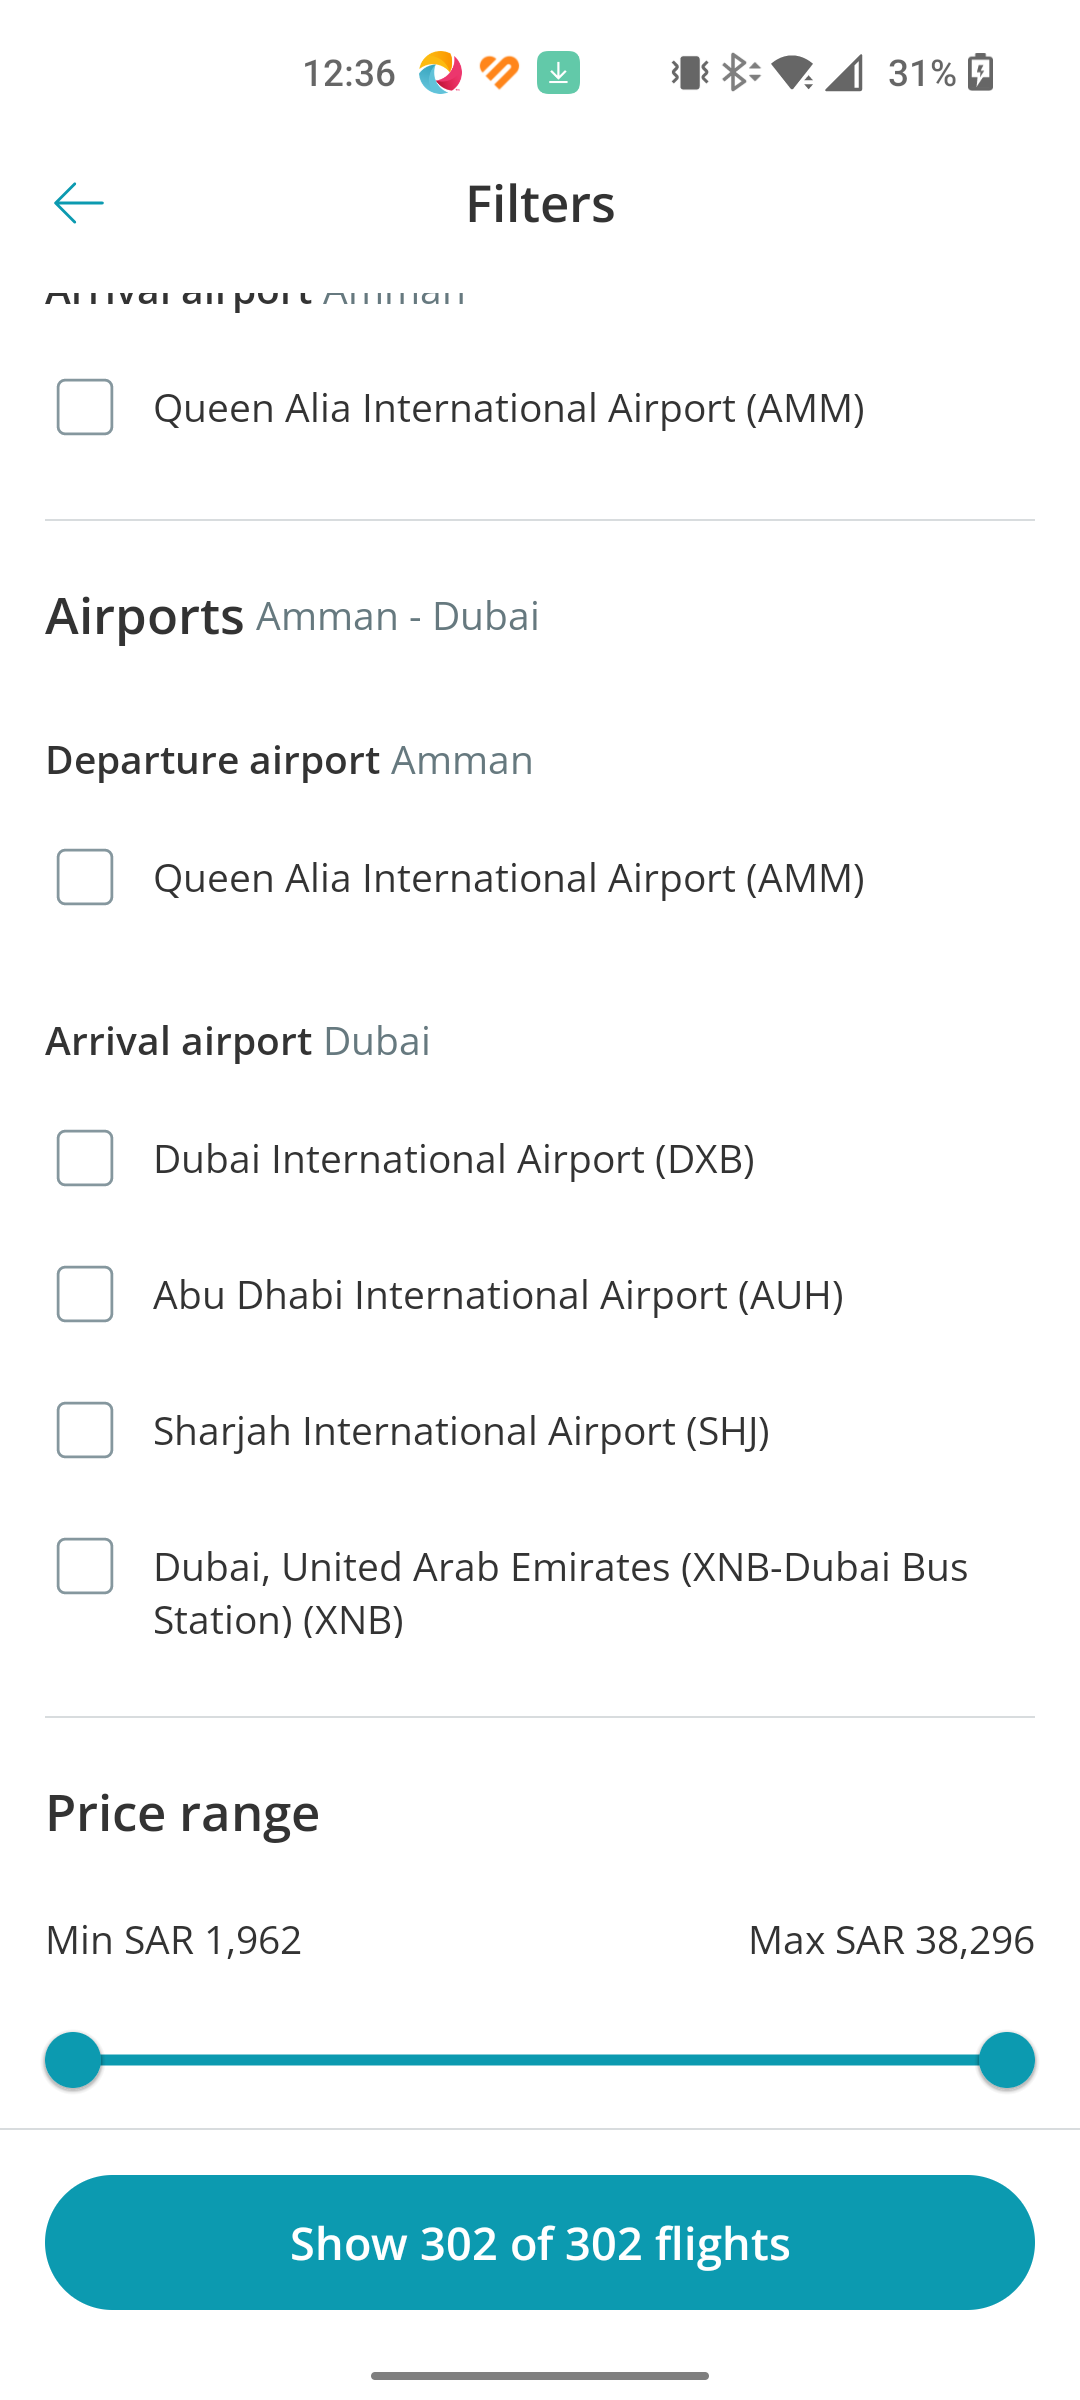 12:36
31%
Filters
Arrival airport Amman
Queen Alia International Airport (AMM)
Airports Amman - Dubai
Departure airport Amman
Queen Alia International Airport (AMM)
Arrival airport Dubai
Dubai International Airport (DXB)
Abu Dhabi International Airport (AUH)
Sharjah International Airport (SHJ)
Dubai, United Arab Emirates (XNB-Dubai Bus
Station) (XNB)
Price range
Min SAR 1,962
Max SAR 38,296
Show 302 of 302 flights